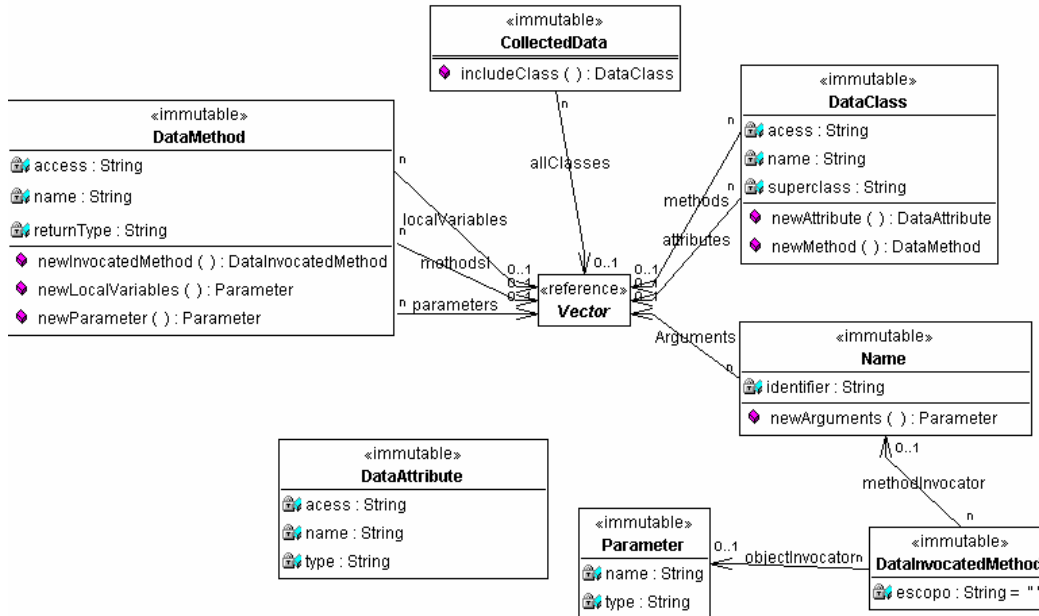 «immutable»
CollectedData
includeClass ( ) : DataClass
n
allClasses
0..1
«immutable»
DataMethod
access : String
name : String
returnType : String
newInvocatedMethod ( ) : DataInvocatedMethod
newLocalVariables ( ) : Parameter
newParameter ( ) : Parameter
n
localVariables
0..1
n
methodsI
0..1
n
parameters
«immutable»
DataClass
acess : String
name : String
superclass : String
newAttribute ( ) : DataAttribute
newMethod ( ) : DataMethod
n
methods
0..1
n
attributes
0..1
«reference»
Vector
Arguments
n
«immutable»
Name
identifier : String
newArguments ( ) : Parameter
0..1
methodInvocator
n
«immutable»
DataAttribute
acess : String
name : String
type : String
«immutable»
Parameter
name : String
type : String
0..1
objectInvocator
n
«immutable»
DataInvocatedMethod
escopo : String = ""